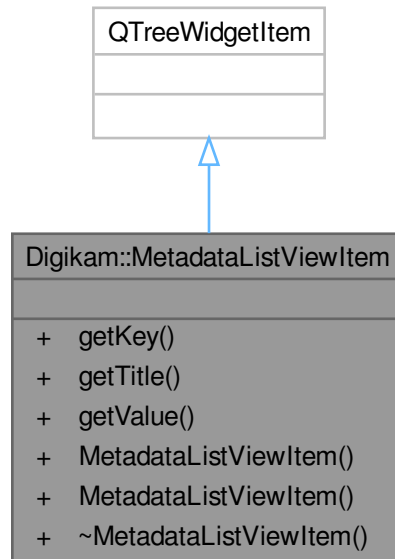 QTreeWidgetItem
Digikam::MetadataListViewItem
+ getKey()
+ getTitle()
+ getValue()
+ MetadataListViewItem()
+ MetadataListViewItem()
+ ~MetadataListViewItem()